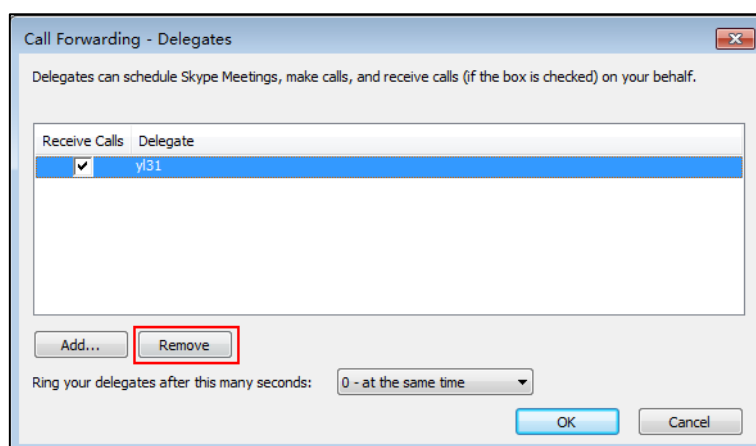 Call Forwarding - Delegates
Delegates can schedule Skype Meetings, make calls, and receive calls (if the box is checked) on your behalf.
Receive Calls Delegate
yl31
Add... Remove
Ring your delegates after this many seconds: 0 - at the same time
OK Cancel